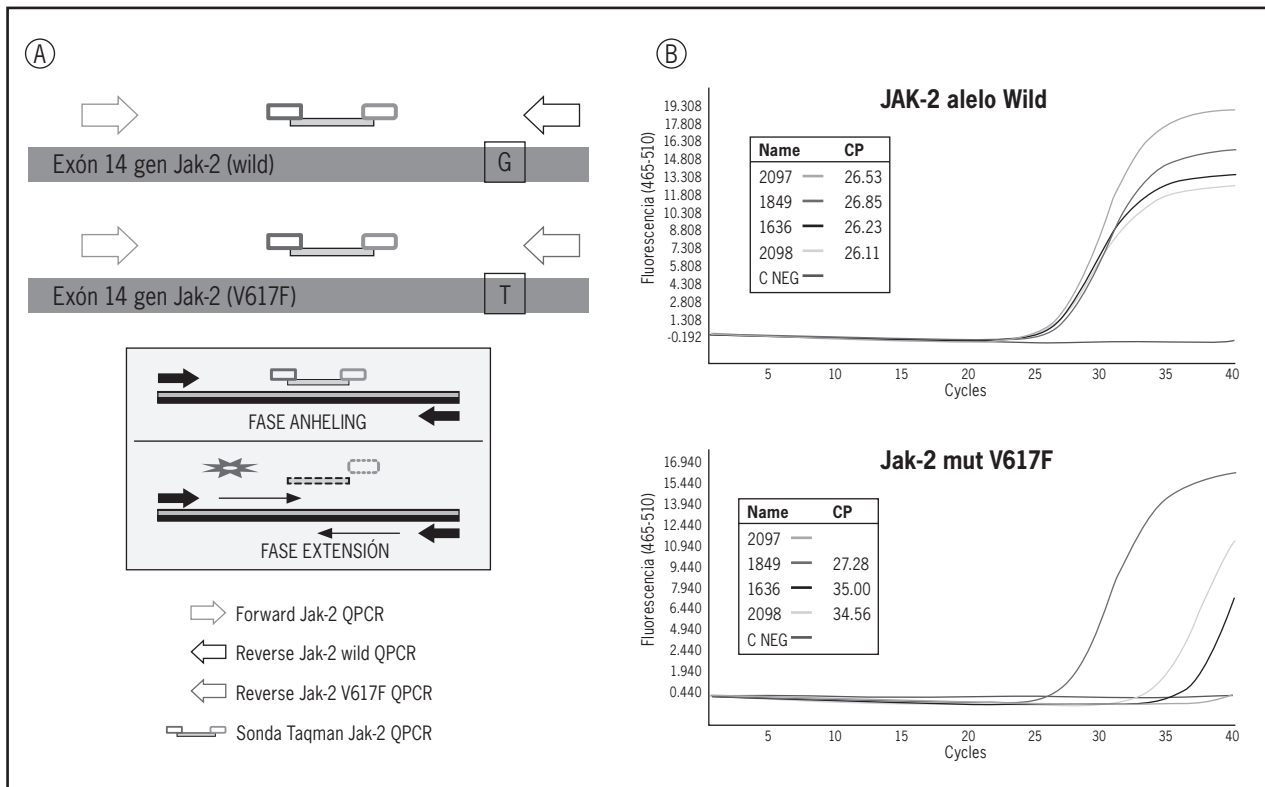 A
Exón 14 gen Jak-2 (wild)
G
Exón 14 gen Jak-2 (V617F)
T
FASE ANHELING
FASE EXTENSIÓN
Forward Jak-2 QPCR
Reverse Jak-2 wild QPCR
Reverse Jak-2 V617F QPCR
Sonda Taqman Jak-2 QPCR
B
JAK-2 alelo Wild
Fluorescencia (465-510)
19.308
17.808
16.308
14.808
13.308
11.808
10.308
8.808
7.308
5.808
4.308
2.808
1.308
-0.192
Name CP
2097 26.53
1849 26.85
1636 26.23
2098 26.11
C NEG
5 10 15 20 25 30 35 40
Cycles
Jak-2 mut V617F
Fluorescencia (465-510)
16.940
15.440
13.940
12.440
10.940
9.440
7.940
6.440
4.940
2.440
1.940
0.440
Name CP
2097
1849 27.28
1636 35.00
2098 34.56
C NEG
5 10 15 20 25 30 35 40
Cycles